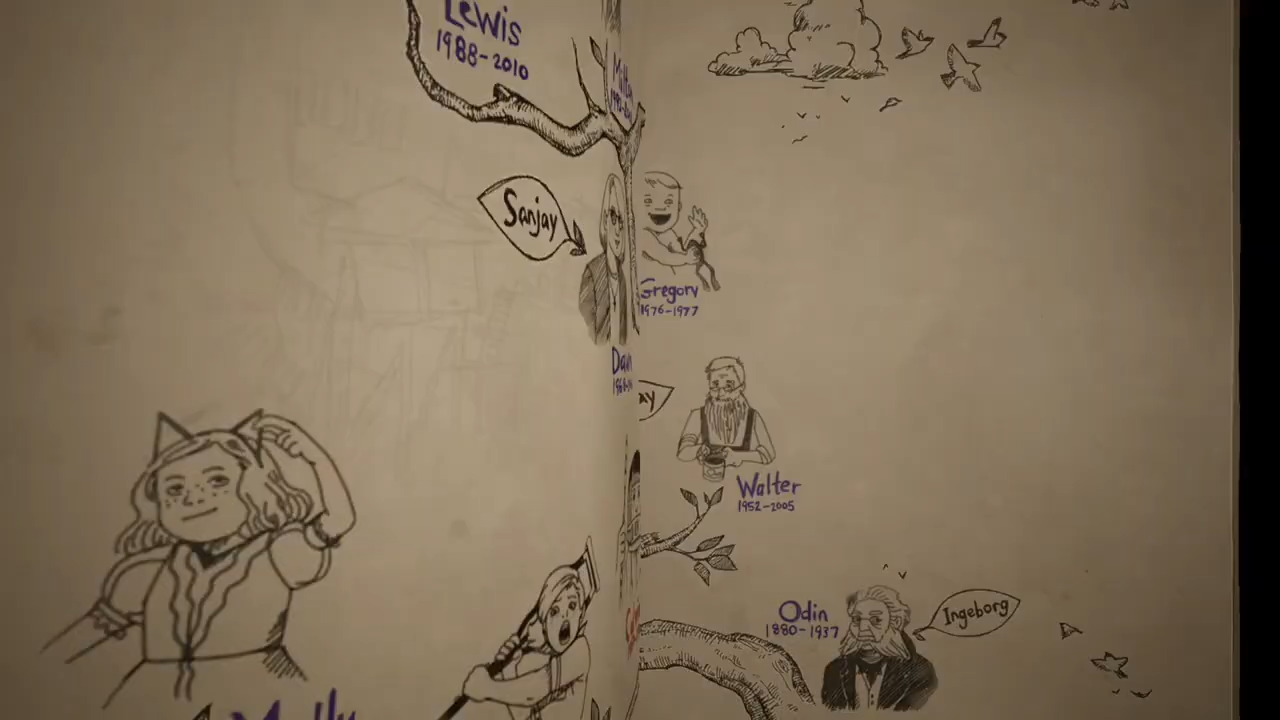 Lewis
1988-2010
Sanjay
Gregory
1976-1977
Walter
1952-2005
Odin
1880-1937
Ingeborg